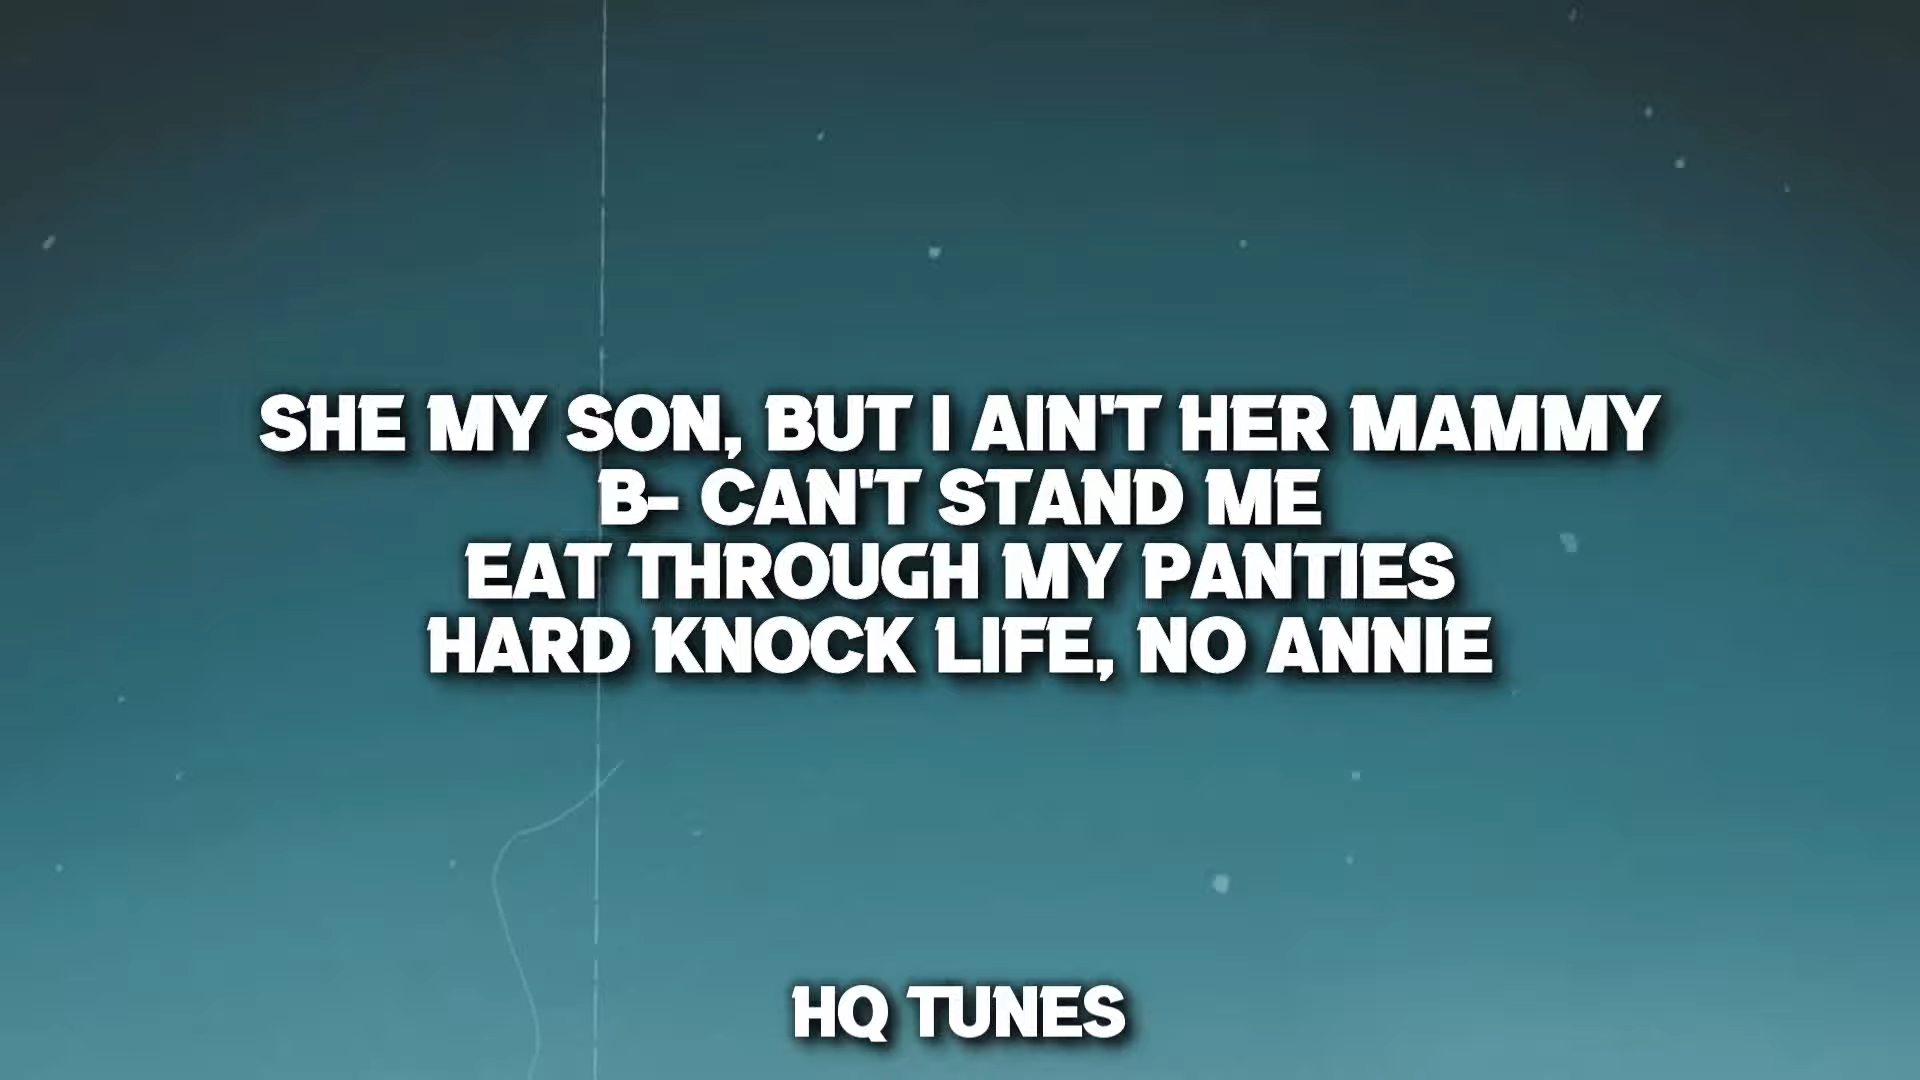 SHE MY SON, BUT I AIN'T HER MAMMY
B- CAN'T STAND ME
EAT THROUGH MY PANTIES
HARD KNOCK LIFE, NO ANNIE
HQ TUNES